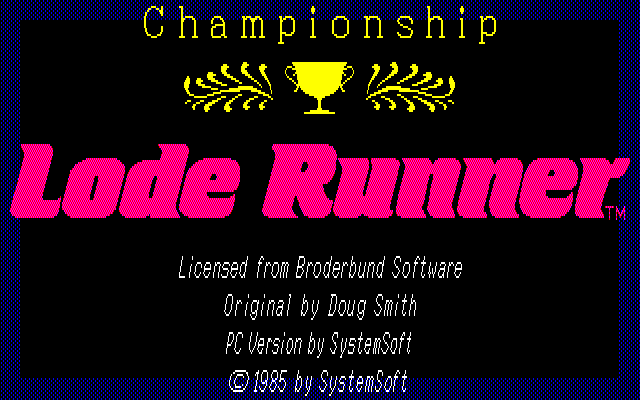 Championship
Lode Runner™
Licensed from Broderbund Software
Original by Doug Smith
PC Version by SystemSoft
© 1985 by SystemSoft